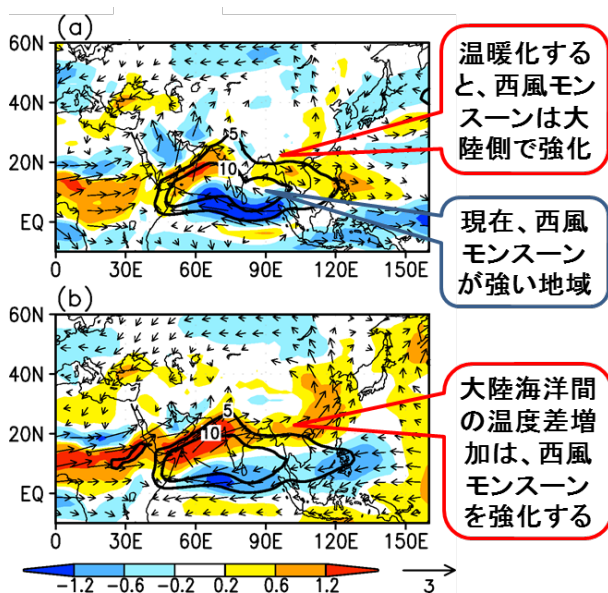 (a)
60N
40N
20N
EQ
0 30E 60E 90E 120E 150E
5
10
温暖化する
と、西風モン
スーンは大
陸側で強化
現在、西風
モンスーン
が強い地域
(b)
60N
40N
20N
EQ
0 30E 60E 90E 120E 150E
5
10
大陸海洋間
の温度差増
加は、西風
モンスーン
を強化する
-1.2 -0.6 -0.2 0.2 0.6 1.2
3